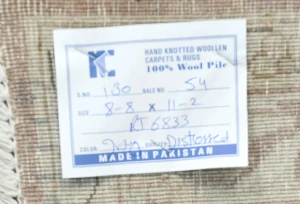 HAND KNOTTED WOOLLEN
CARPETS & RUGS
100% Wool Pile
S.NO 130 BALE NO. 54
SIZE 8-8 x 11-2
RT 6833
COLOR Distressed
MADE IN PAKISTAN